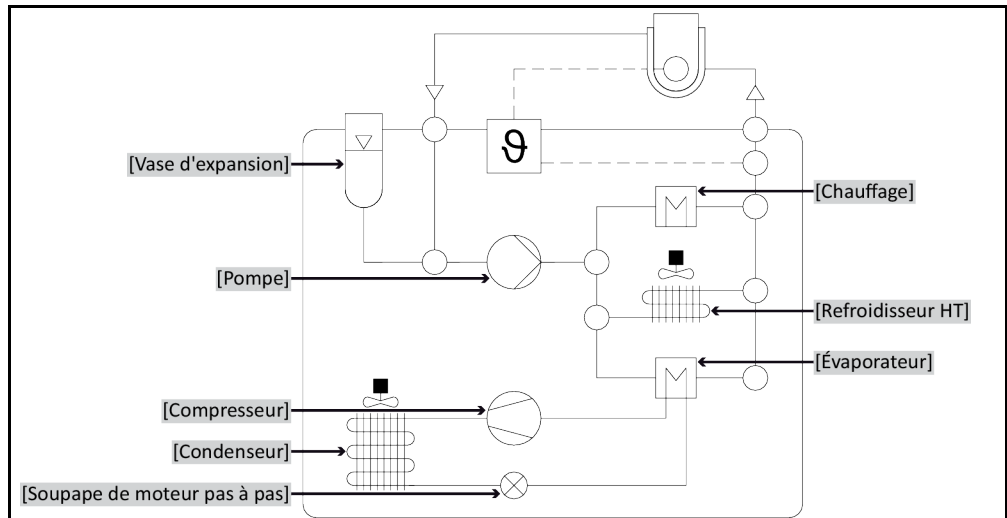 ϑ
[Vase d'expansion]
[Chauffage]
[Pompe]
[Refroidisseur HT]
[Évaporateur]
[Compresseur]
[Condenseur]
[Soupape de moteur pas à pas]